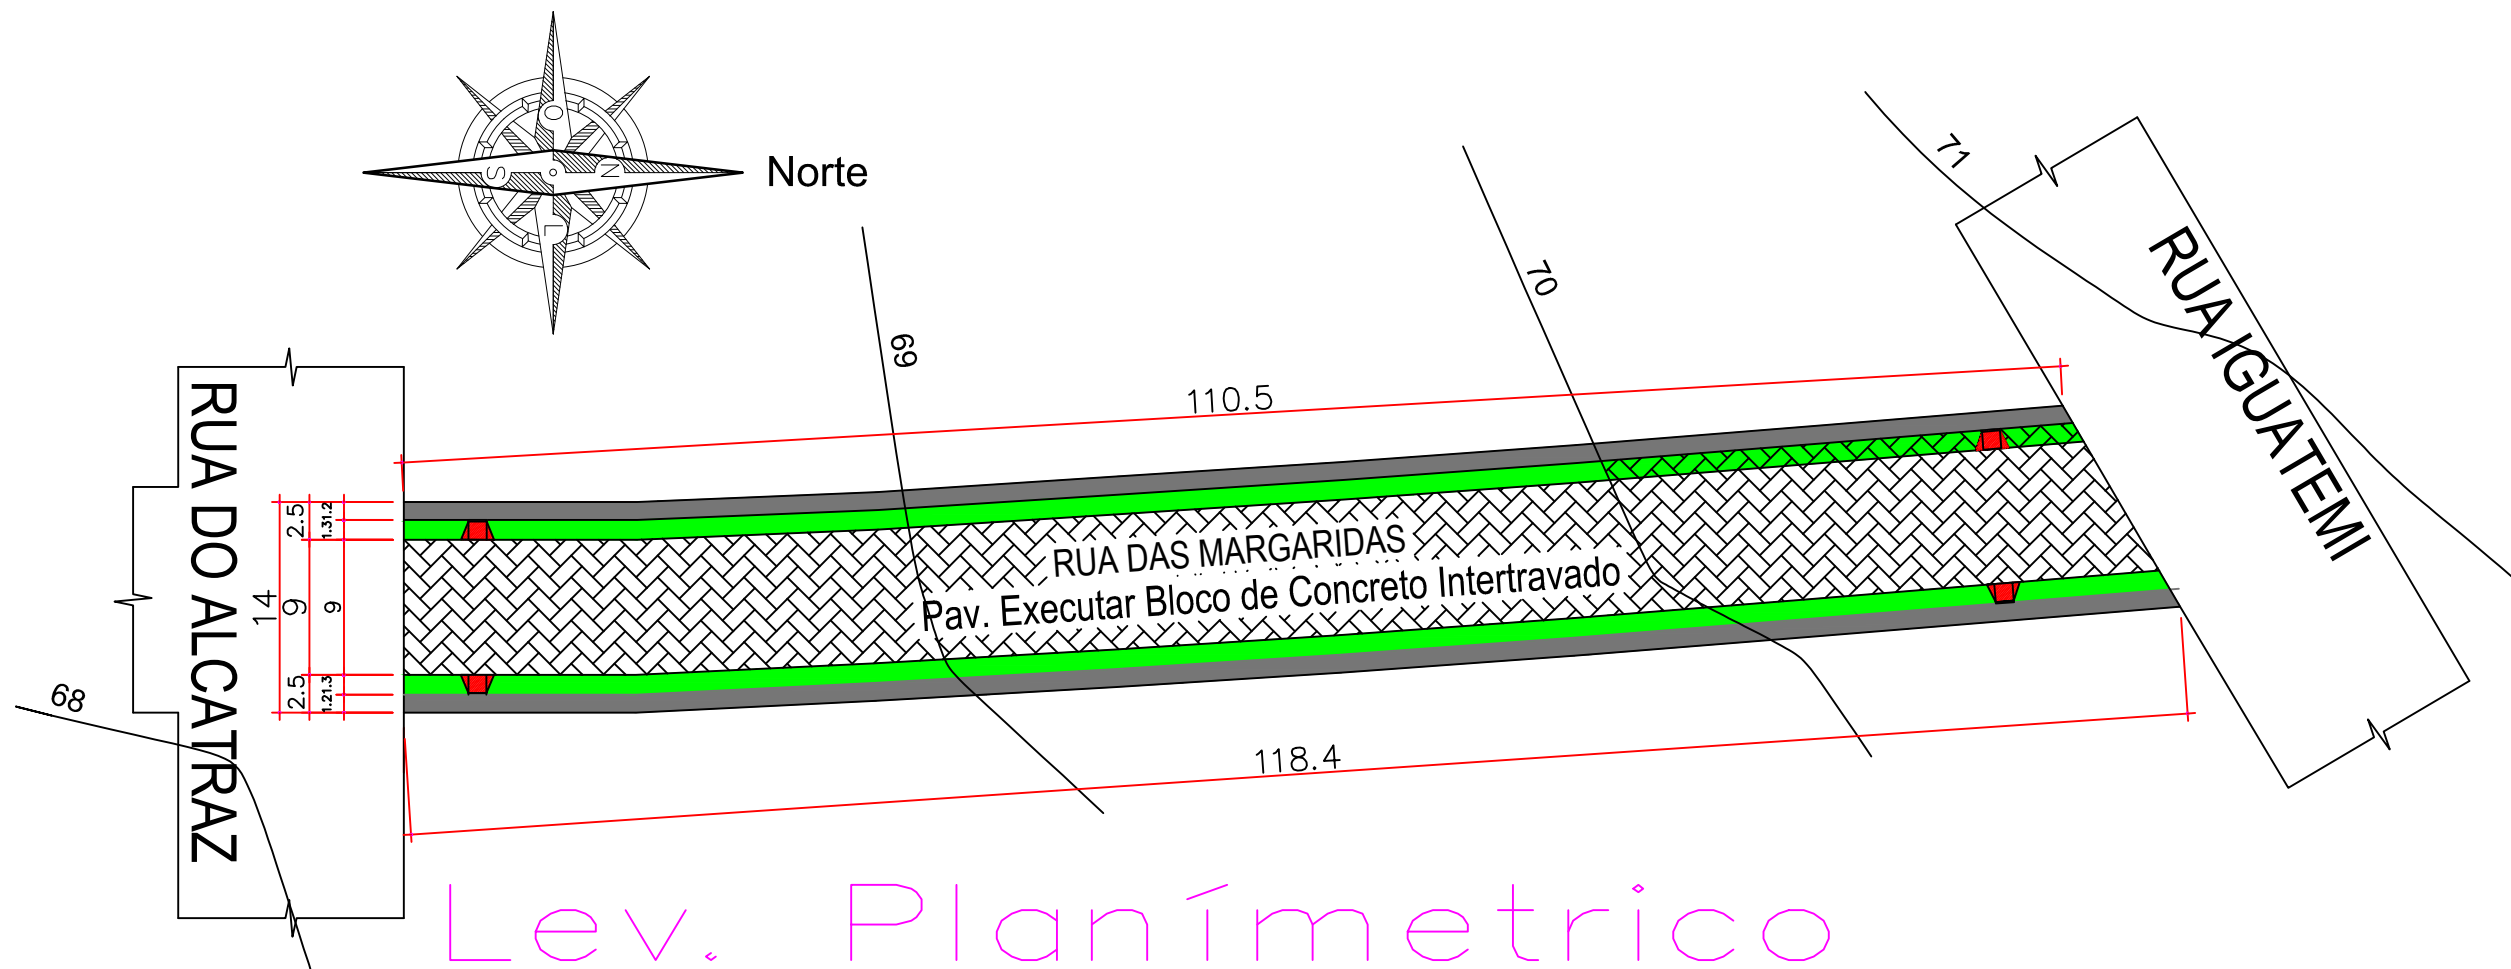 O
S
N
L
Norte
71
RUA IGUATEMI
70
69
110.5
RUA DO ALCATRAZ
14
2.5
9
2.5
1.31.2
9
1.21.3
RUA DAS MARGARIDAS
Pav. Executar Bloco de Concreto Intertravado
68
118.4
Lev. Planímetrico